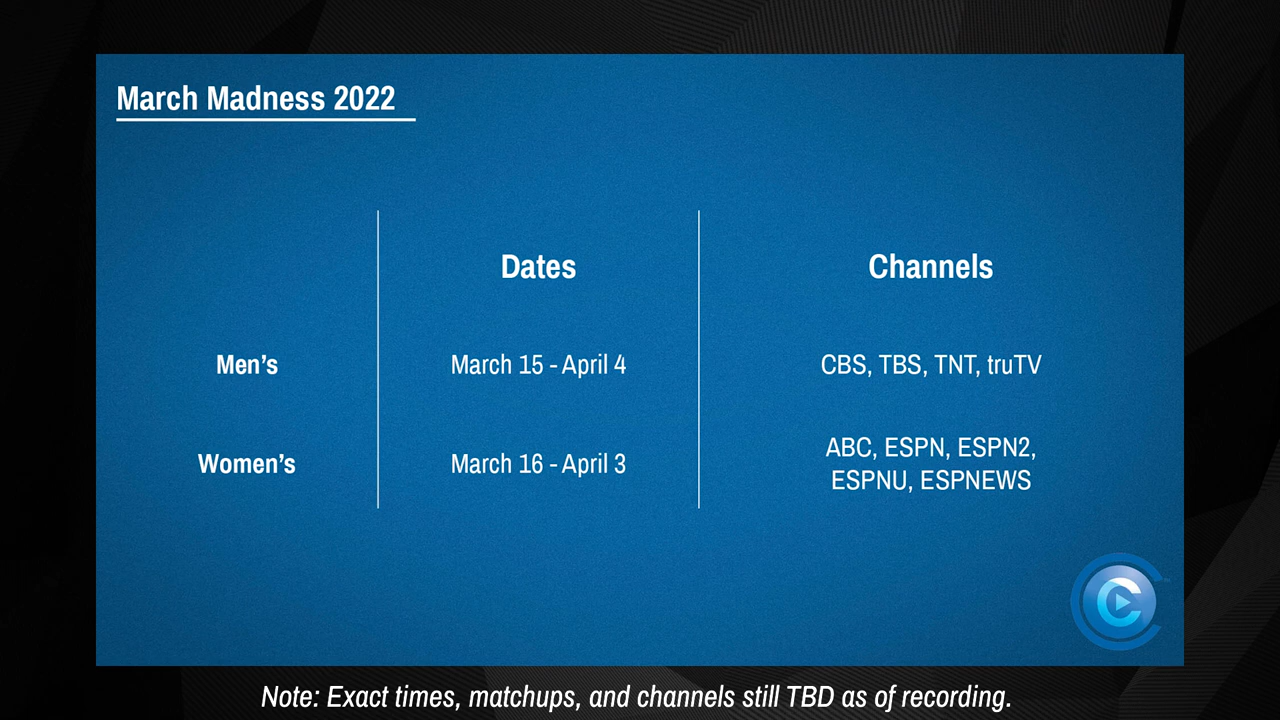 March Madness 2022
Dates
Channels
Men’s
March 15 - April 4
CBS, TBS, TNT, truTV
Women’s
March 16 - April 3
ABC, ESPN, ESPN2,
ESPNU, ESPNEWS
Note: Exact times, matchups, and channels still TBD as of recording.